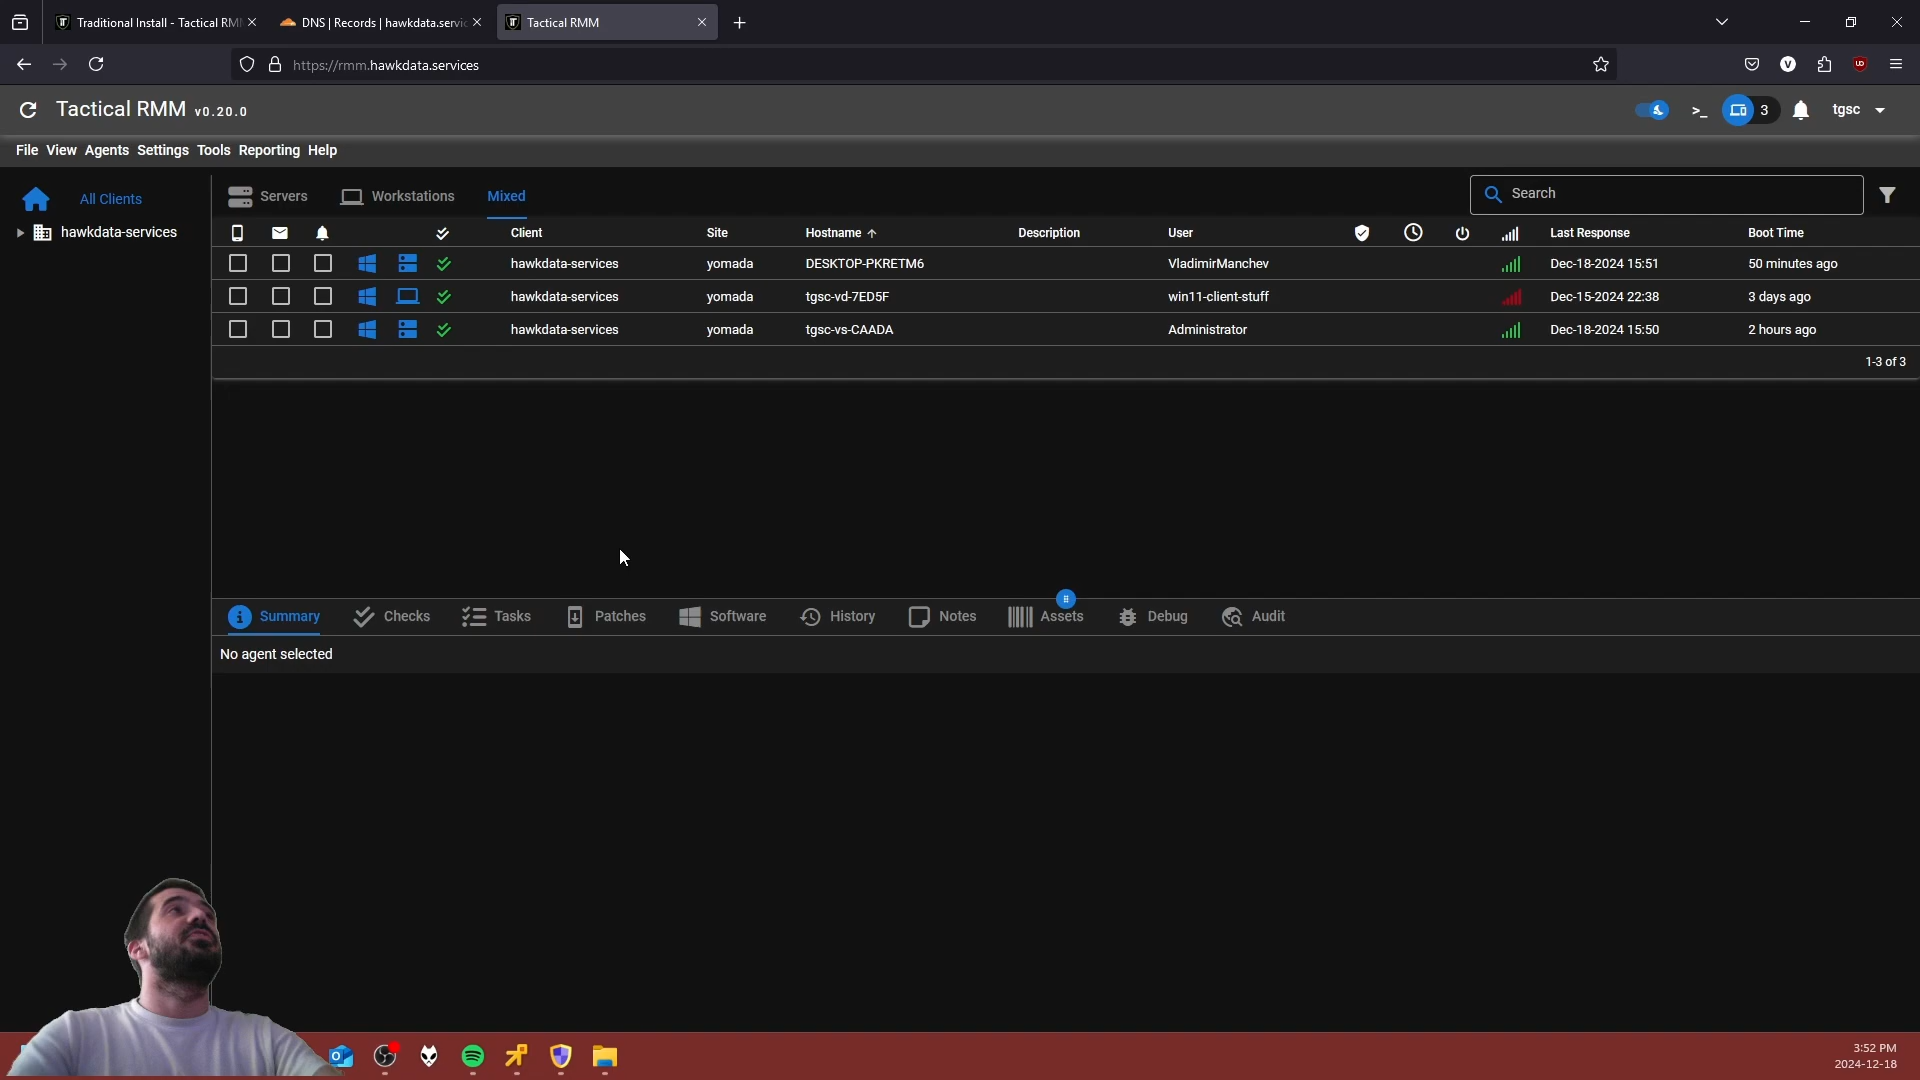 Traditional Install - Tactical RM
DNS | Records | hawkdata.servic
Tactical RMM
https://rmm.hawkdata.services
V
Tactical RMM v0.20.0
>_
3
tgsc
File View Agents Settings Tools Reporting Help
All Clients
hawkdata-services
Servers
Workstations
Mixed
Search
Client Site Hostname Description User Last Response Boot Time
hawkdata-services yomada DESKTOP-PKRETM6 VladimirManchev Dec-18-2024 15:51 50 minutes ago
hawkdata-services yomada tgsc-vd-7ED5F win11-client-stuff Dec-15-2024 22:38 3 days ago
hawkdata-services yomada tgsc-vs-CAADA Administrator Dec-18-2024 15:50 2 hours ago
1-3 of 3
Summary Checks Tasks Patches Software History Notes Assets Debug Audit
No agent selected
3:52 PM
2024-12-18